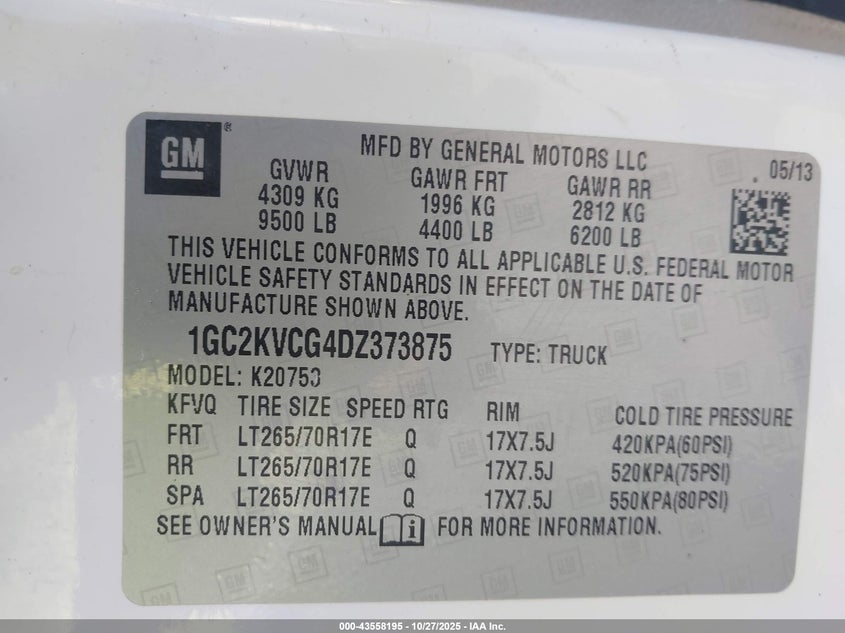 GM ®
MFD BY GENERAL MOTORS LLC
05/13
GVWR GAWR FRT GAWR RR
4309 KG 1996 KG 2812 KG
9500 LB 4400 LB 6200 LB
THIS VEHICLE CONFORMS TO ALL APPLICABLE U.S. FEDERAL MOTOR
VEHICLE SAFETY STANDARDS IN EFFECT ON THE DATE OF
MANUFACTURE SHOWN ABOVE.
1GC2KVCG4DZ373875 TYPE: TRUCK
MODEL: K20753
KFVQ TIRE SIZE SPEED RTG RIM COLD TIRE PRESSURE
FRT LT265/70R17E Q 17X7.5J 420KPA(60PSI)
RR LT265/70R17E Q 17X7.5J 520KPA(75PSI)
SPA LT265/70R17E Q 17X7.5J 550KPA(80PSI)
SEE OWNER'S MANUAL i FOR MORE INFORMATION.
000-43558195 - 10/27/2025 - IAA Inc.